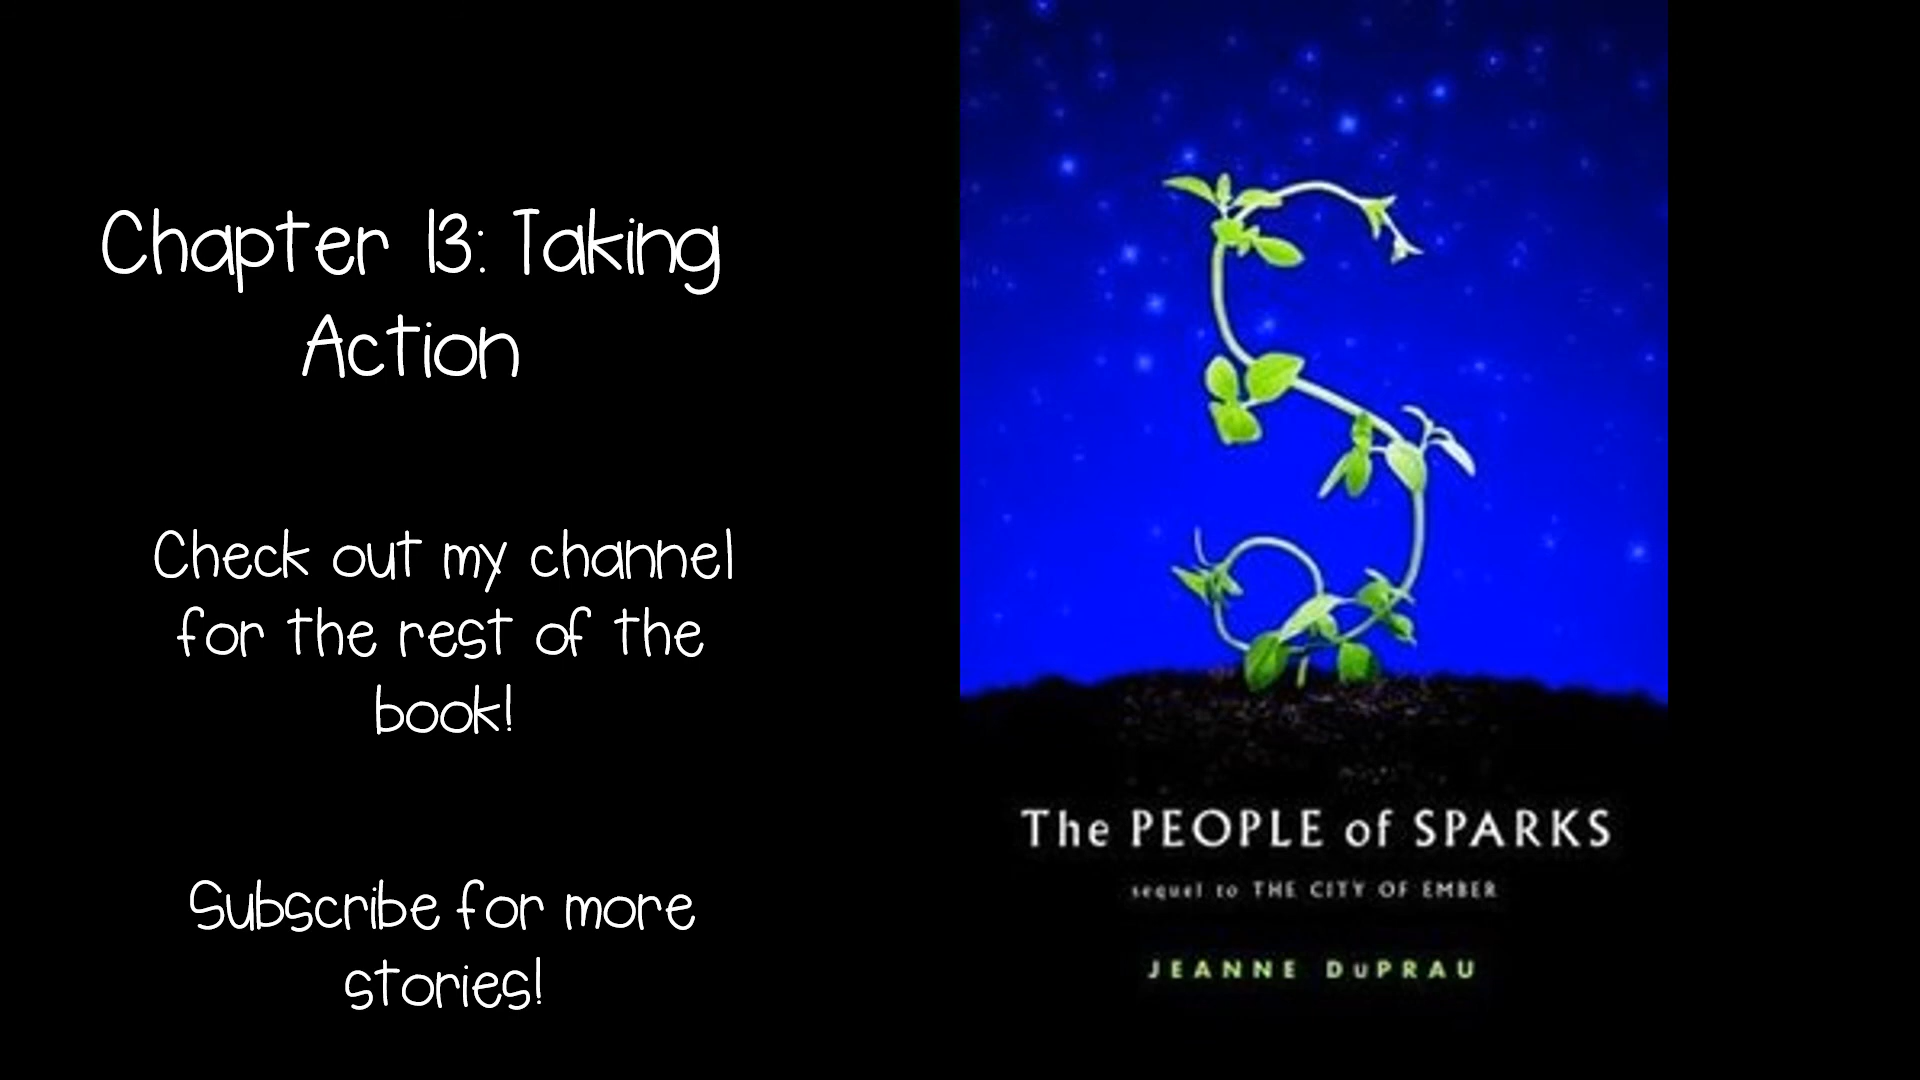 Chapter 13: Taking
Action
Check out my channel
for the rest of the
book!
Subscribe for more
stories!
The PEOPLE of SPARKS
sequel to THE CITY OF EMBER
JEANNE DuPRAU